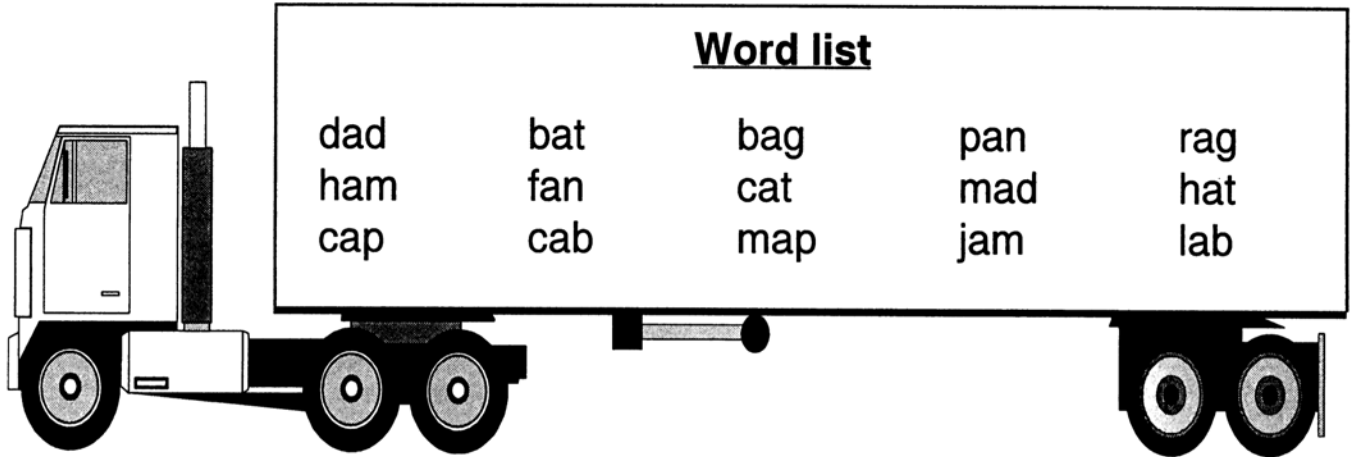 Word list
dad bat bag pan rag
ham fan cat mad hat
cap cab map jam lab